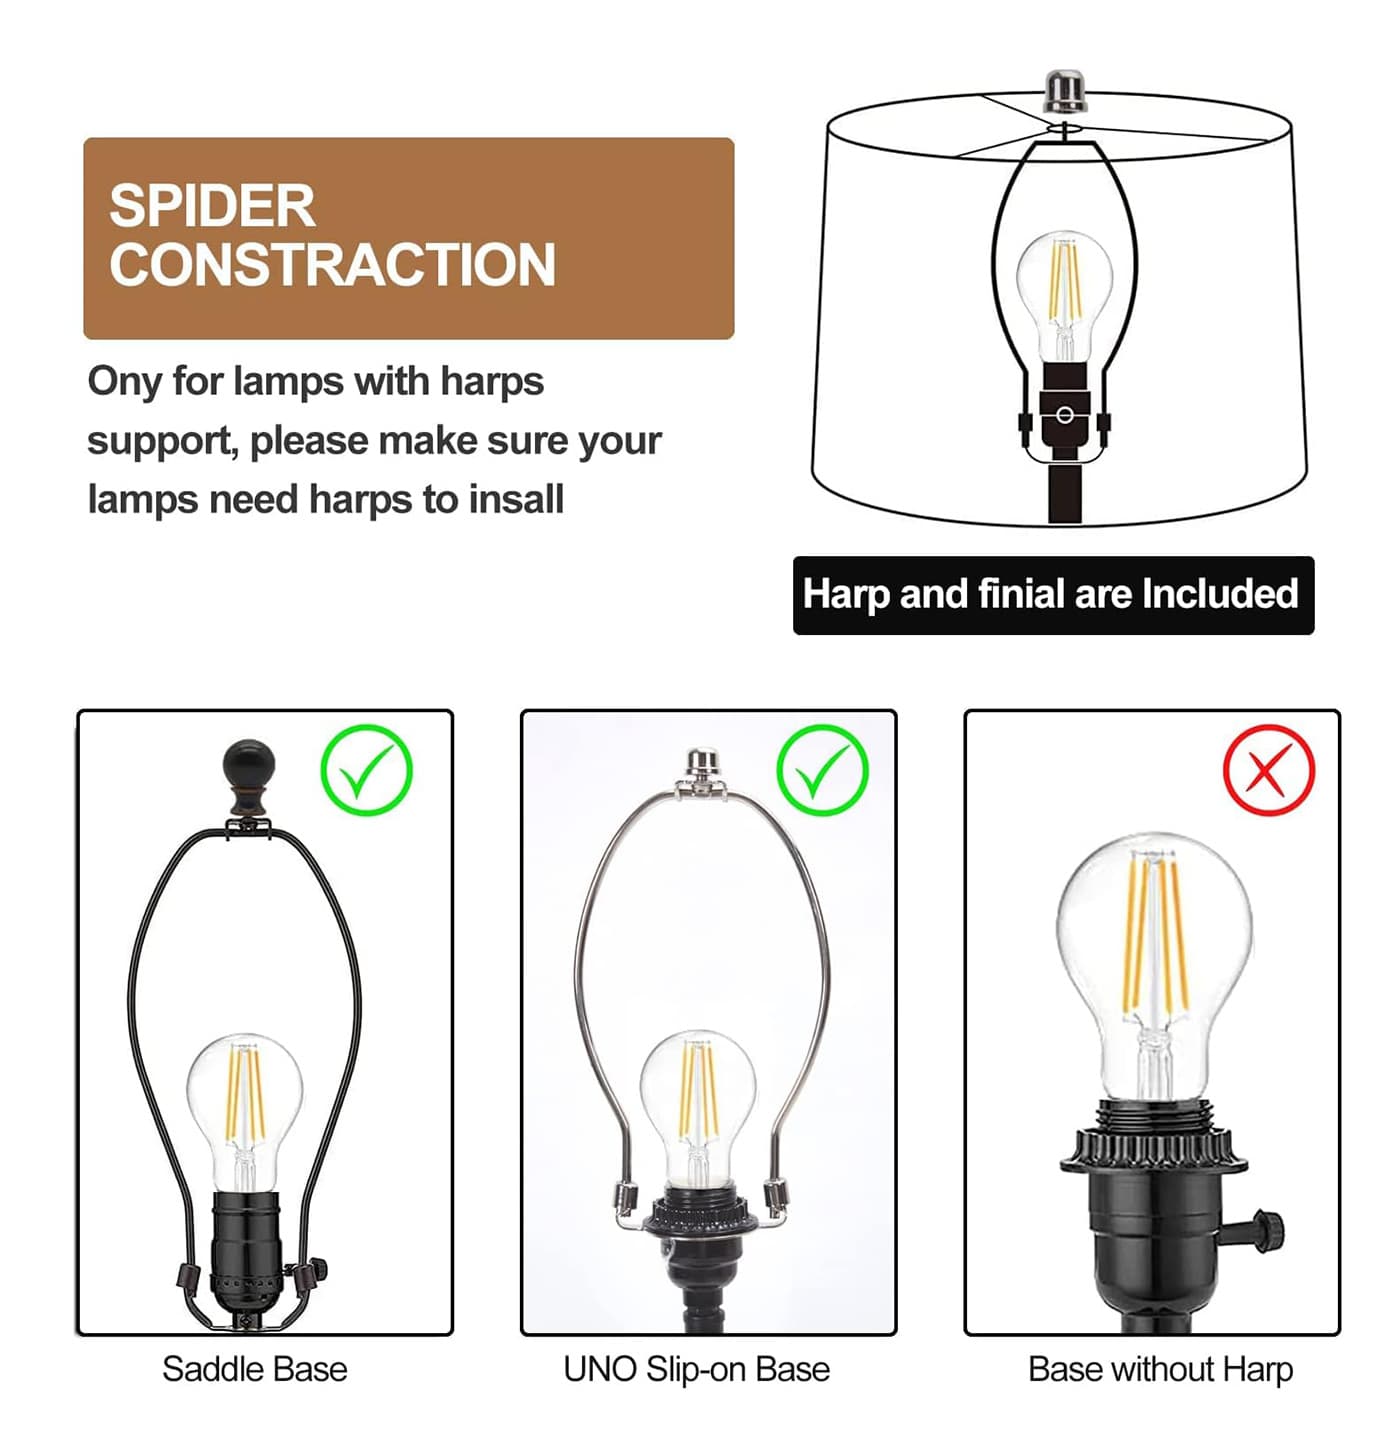 SPIDER
CONSTRACTION
Ony for lamps with harps
support, please make sure your
lamps need harps to insall
Harp and finial are Included
Saddle Base
UNO Slip-on Base
Base without Harp